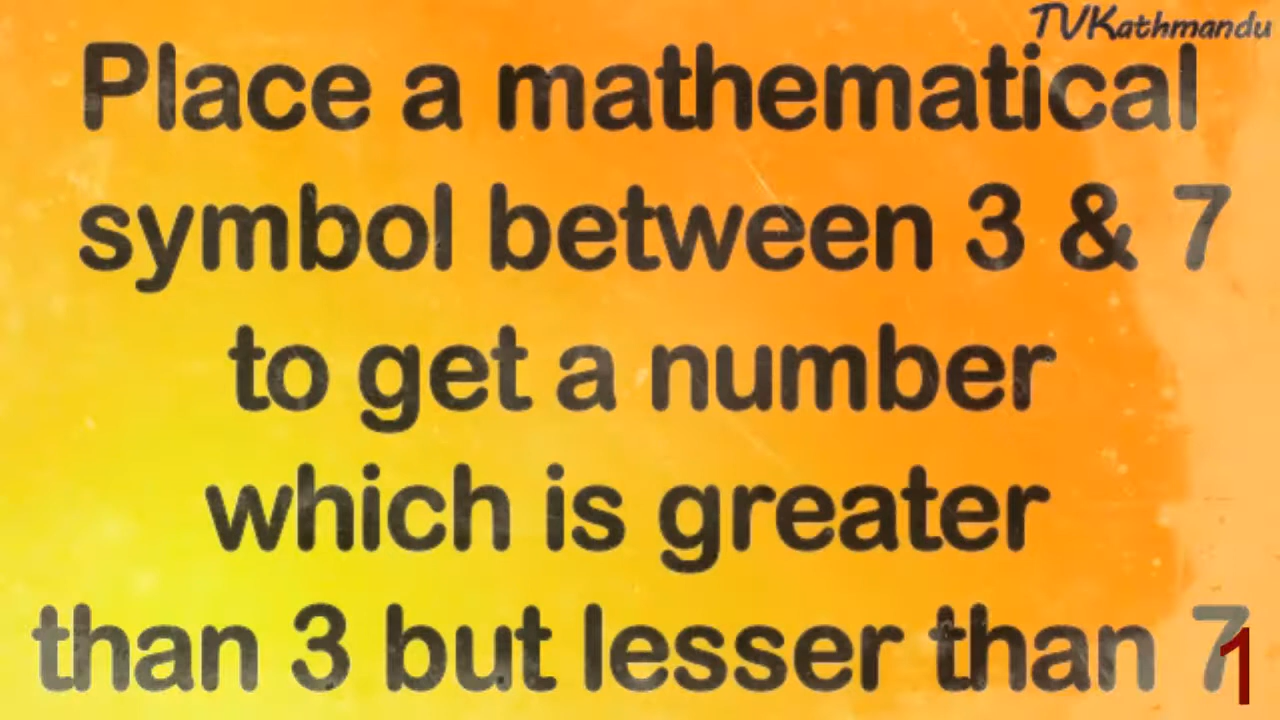 TVKathmandu
Place a mathematical
symbol between 3 & 7
to get a number
which is greater
than 3 but lesser than 7
1